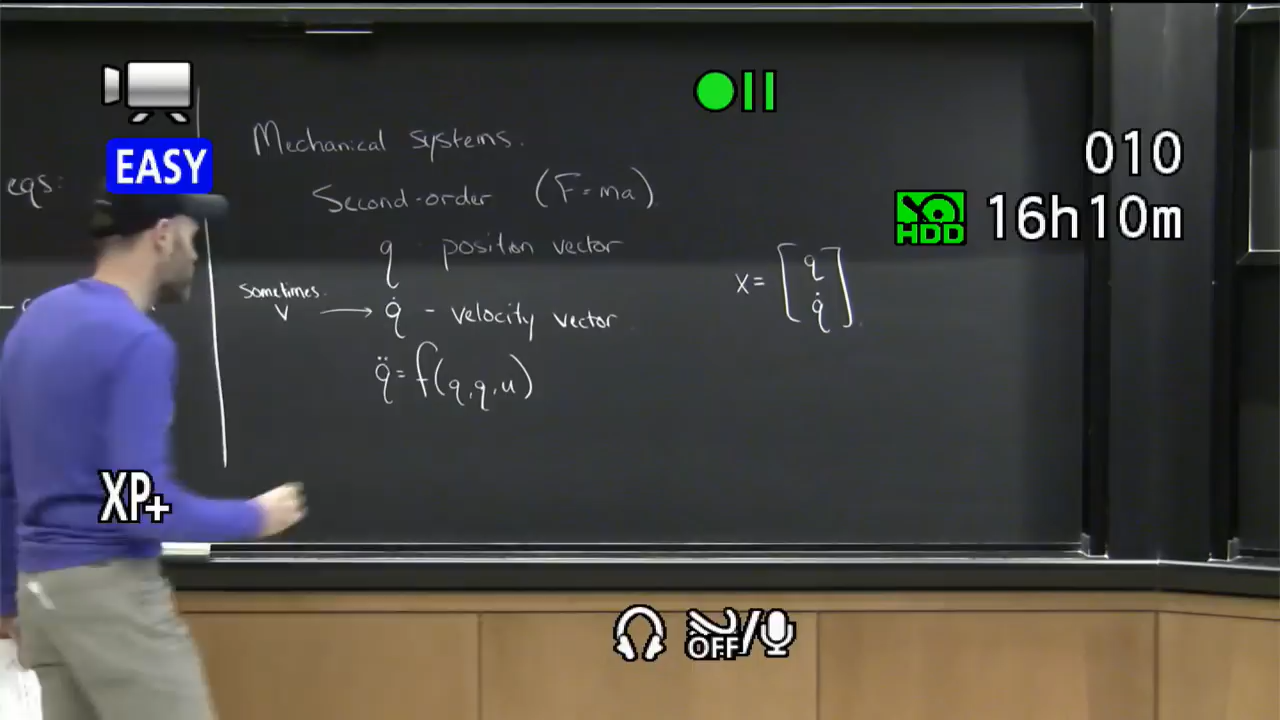 010
EASY
HDD 16h10m
Mechanical systems.
eqs:
Second-order (F=ma)
q position vector
Sometimes
v → q̇ - velocity vector
x = [q q̇]
q̈ = f(q, q, u)
XP+
OFF